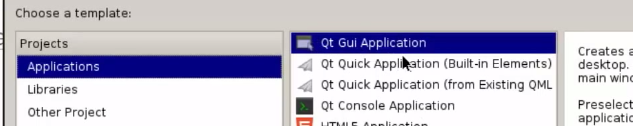 Choose a template:
Projects
Applications
Libraries
Other Project
Qt Gui Application
Qt Quick Application (Built-in Elements)
Qt Quick Application (from Existing QML
Qt Console Application
HTML5 Application
Creates a
desktop.
main wind
Preselect
applicatio